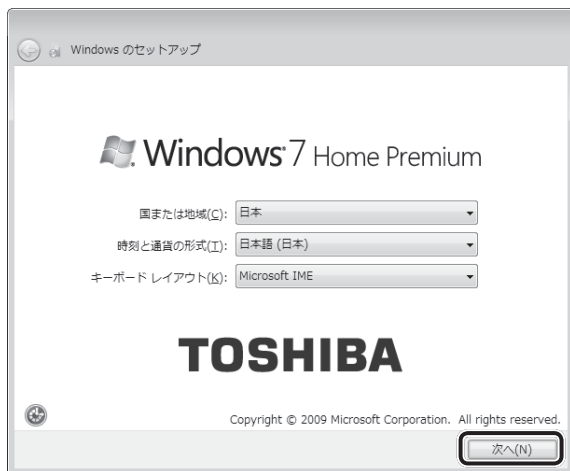 Windows のセットアップ
Windows 7 Home Premium
国または地域(C): 日本
時刻と通貨の形式(T): 日本語 (日本)
キーボード レイアウト(K): Microsoft IME
TOSHIBA
Copyright © 2009 Microsoft Corporation. All rights reserved.
次へ(N)